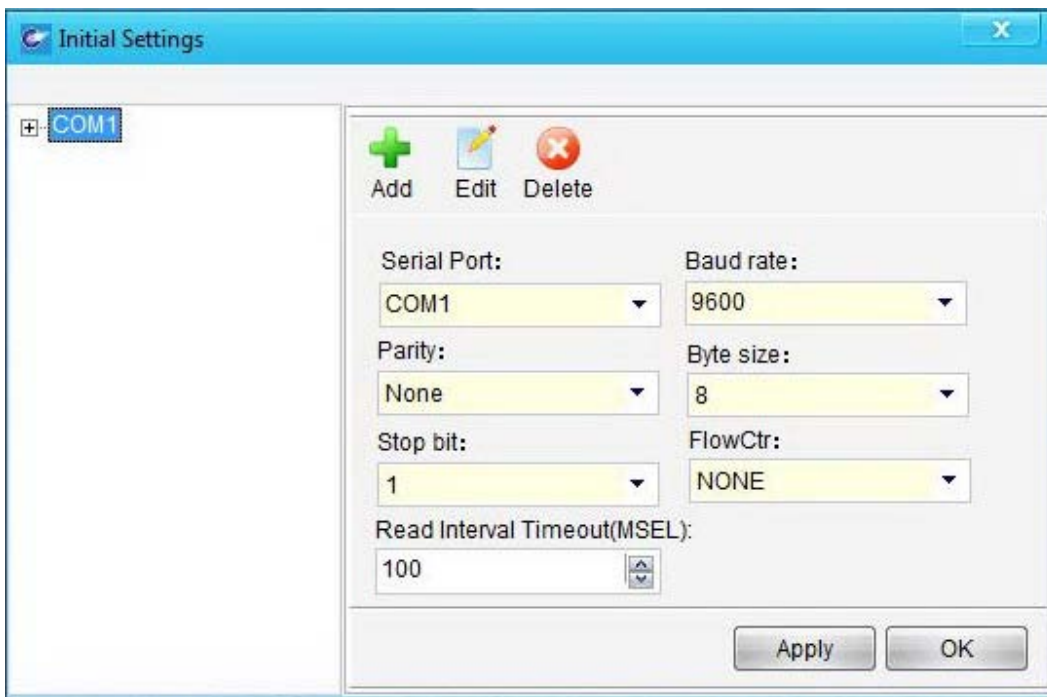 Initial Settings
COM1
Add Edit Delete
Serial Port: Baud rate:
COM1 9600
Parity: Byte size:
None 8
Stop bit: FlowCtr:
1 NONE
Read Interval Timeout(MSEL):
100
Apply OK